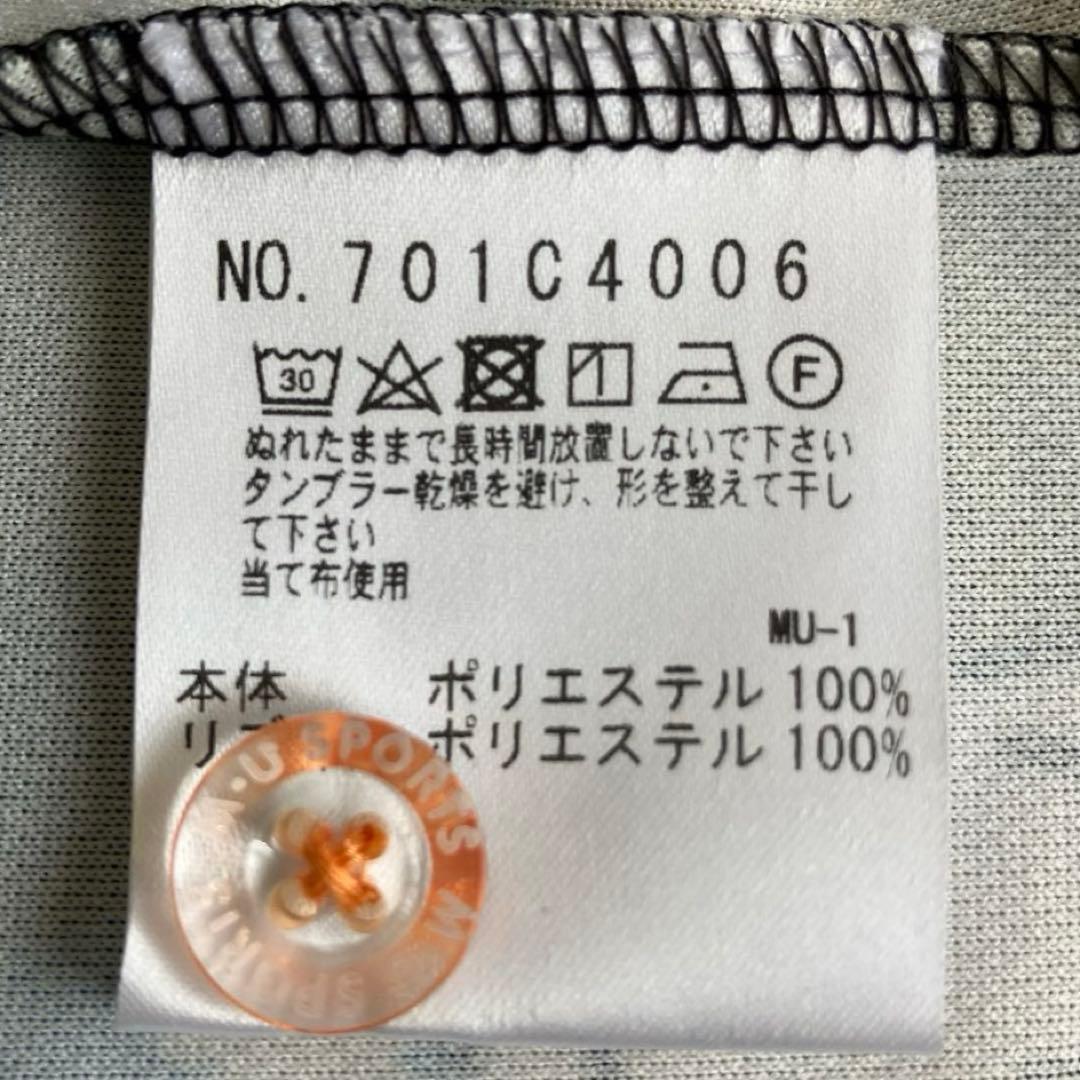 NO.701C4006
30
F
ぬれたままで長時間放置しないで下さい
タンブラー乾燥を避け、形を整えて干し
て下さい
当て布使用
MU-1
本体 ポリエステル 100%
ポリエステル 100%
M・U SPORTS M